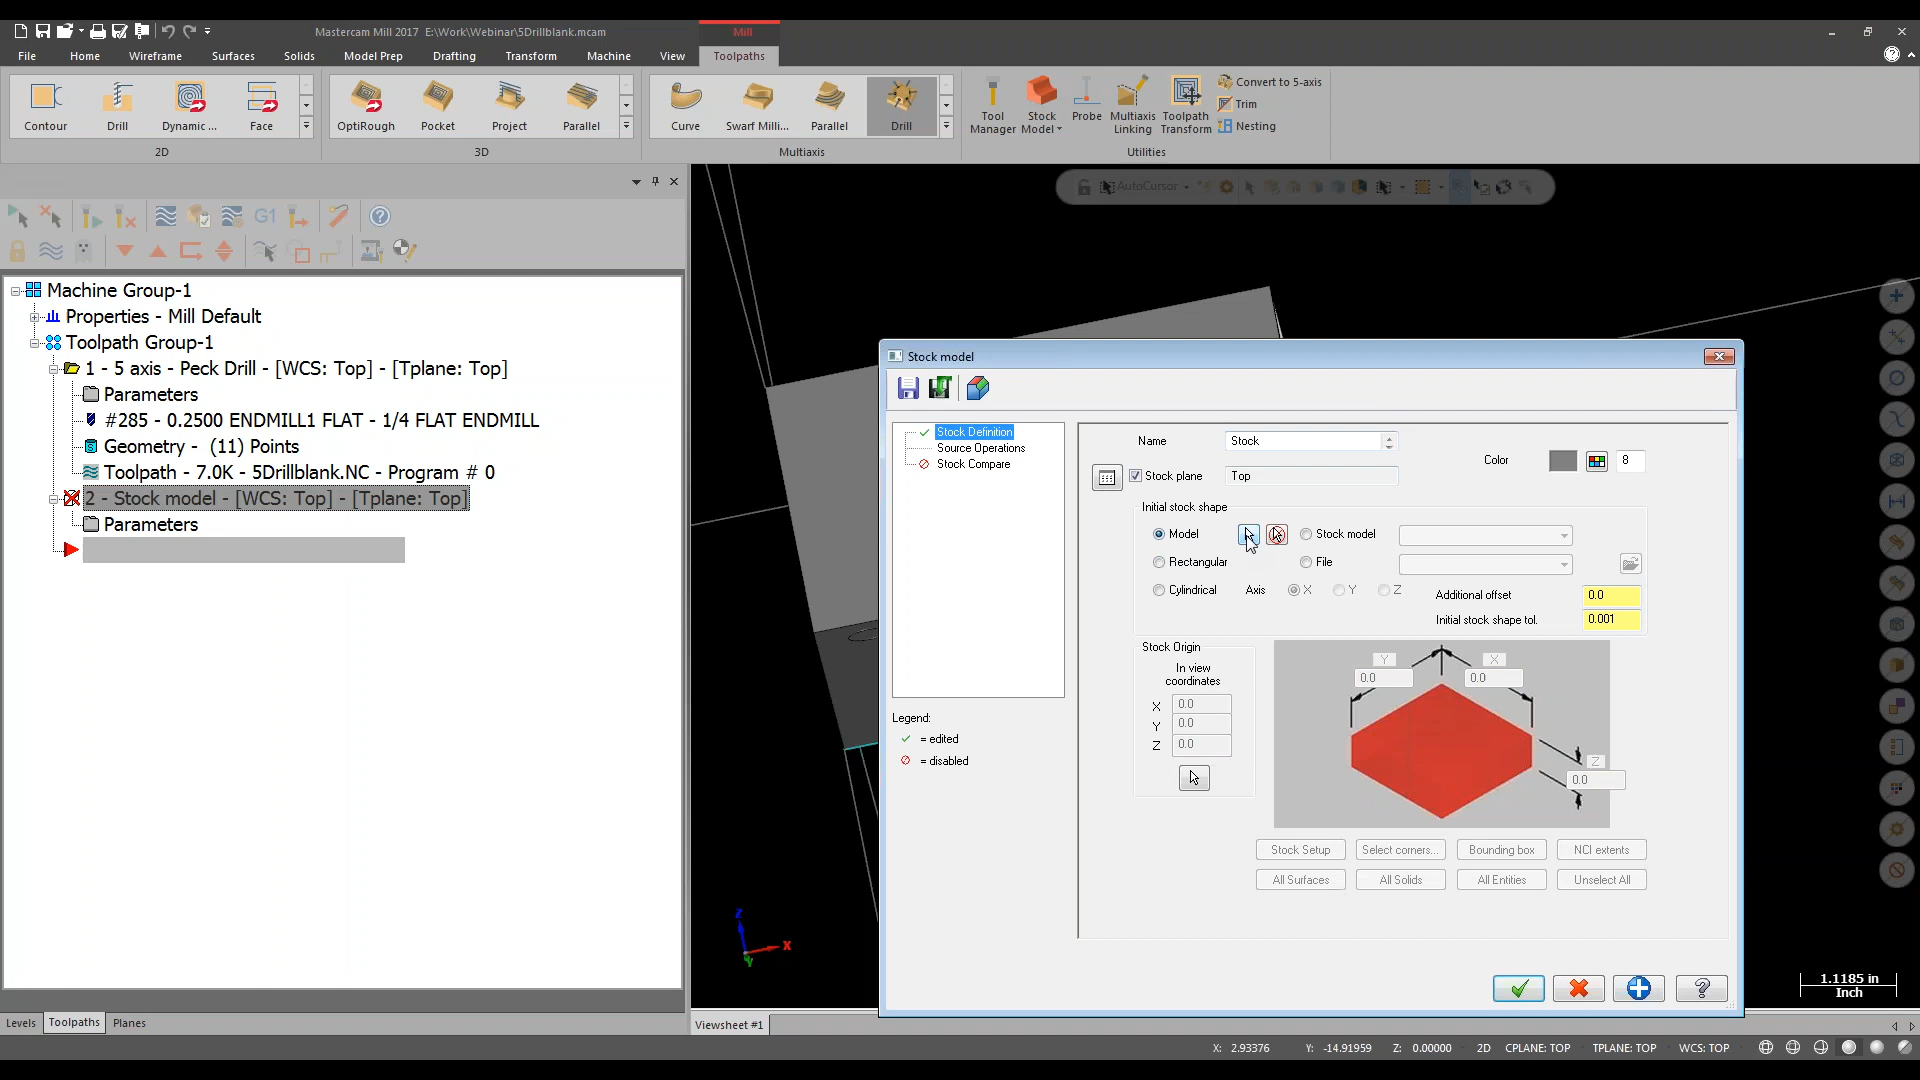 Mastercam Mill 2017 E:\Work\Webinar\5Drillblank.mcam
Mill
File Home Wireframe Surfaces Solids Model Prep Drafting Transform Machine View Toolpaths
Contour Drill Dynamic ... Face
2D
OptiRough Pocket Project Parallel
3D
Curve Swarf Milli... Parallel Drill
Multiaxis
Tool Manager
Stock Model
Probe
Multiaxis Linking
Toolpath Transform
Convert to 5-axis
Trim
Nesting
Utilities
AutoCursor
G1
Machine Group-1
Properties - Mill Default
Toolpath Group-1
1 - 5 axis - Peck Drill - [WCS: Top] - [Tplane: Top]
Parameters
#285 - 0.2500 ENDMILL1 FLAT - 1/4 FLAT ENDMILL
Geometry - (11) Points
Toolpath - 7.0K - 5Drillblank.NC - Program # 0
2 - Stock model - [WCS: Top] - [Tplane: Top]
Parameters
Stock model
Stock Definition
Source Operations
Stock Compare
Legend:
= edited
= disabled
Name Stock
Color 8
Stock plane Top
Initial stock shape
Model Stock model
Rectangular File
Cylindrical Axis X Y Z
Additional offset 0.0
Initial stock shape tol. 0.001
Stock Origin
In view
coordinates
X 0.0
Y 0.0
Z 0.0
Y X
0.0 0.0
Z
0.0
Stock Setup Select corners... Bounding box NCI extents
All Surfaces All Solids All Entities Unselect All
Z
X
Y
1.1185 in
Inch
Levels Toolpaths Planes
Viewsheet #1
X: 2.93376 Y: -14.91959 Z: 0.00000 2D CPLANE: TOP TPLANE: TOP WCS: TOP